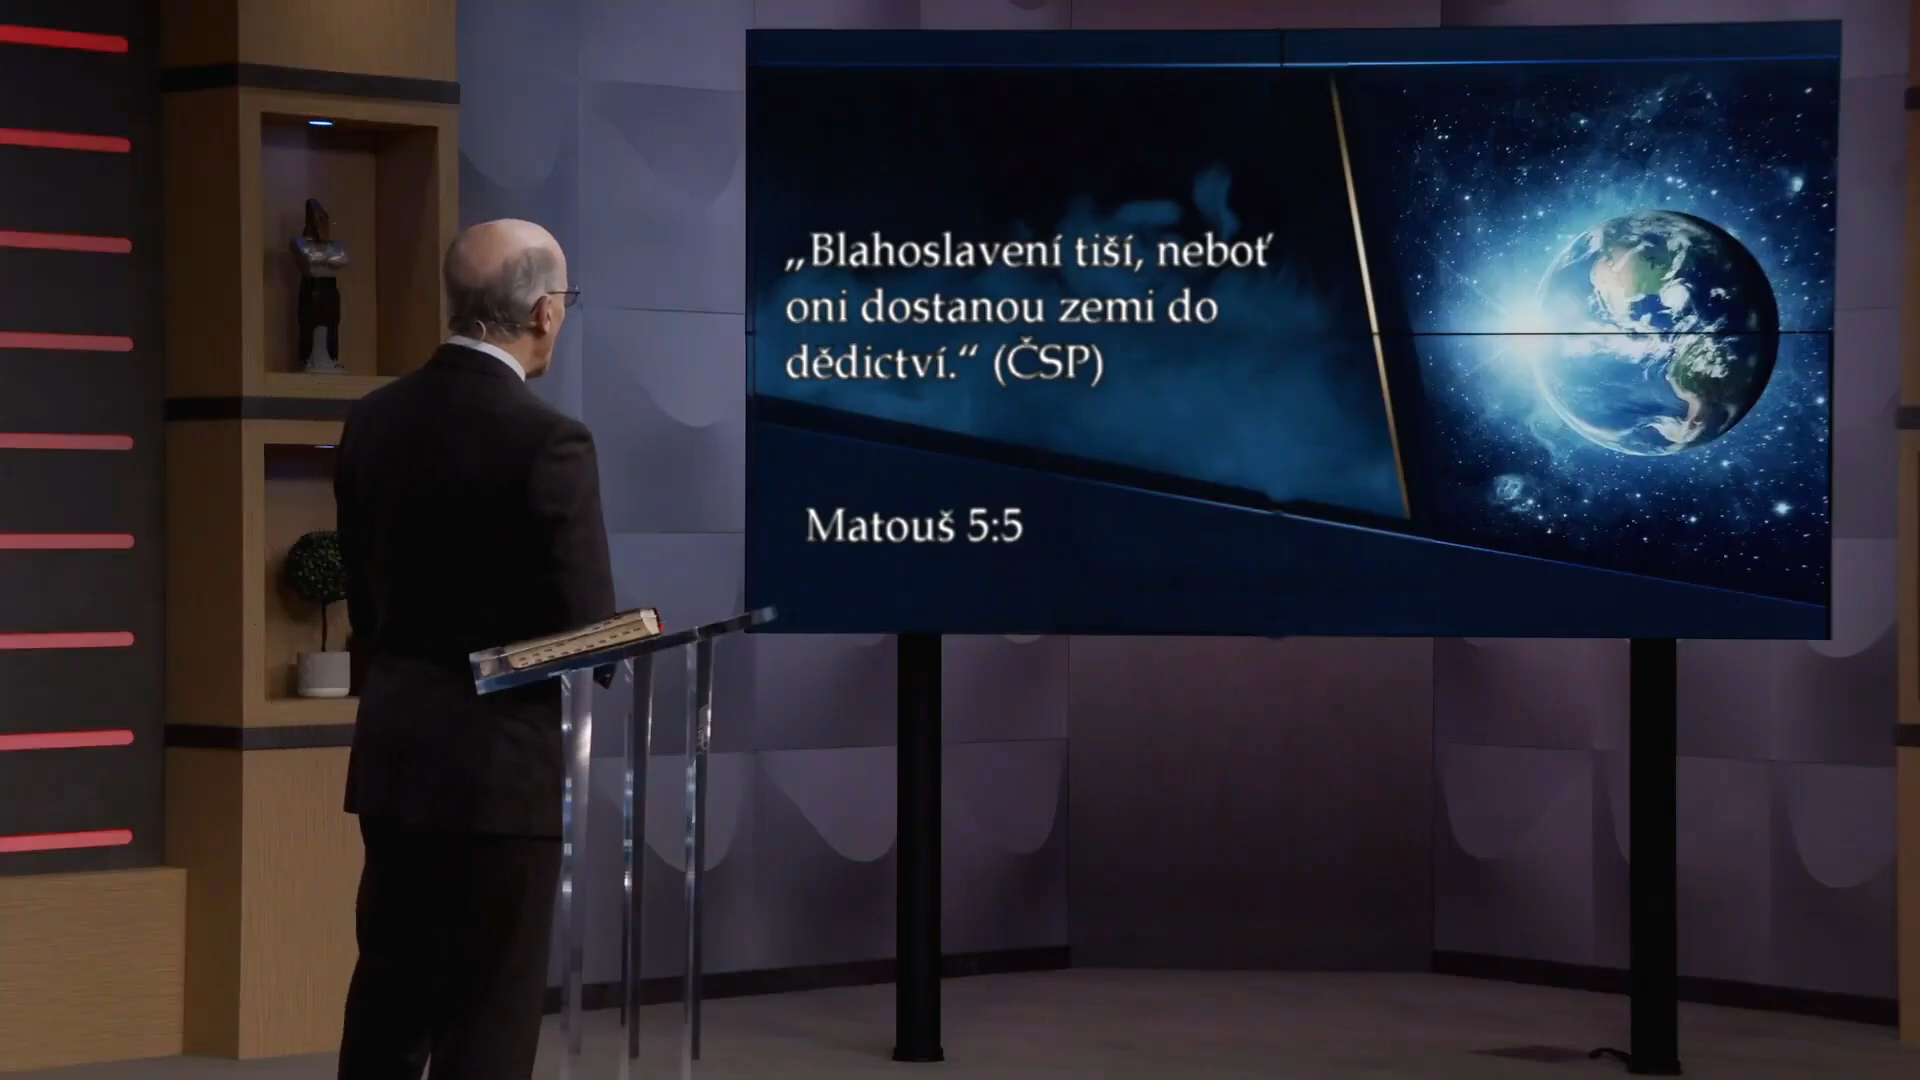 „Blahoslavení tiší, neboť
oni dostanou zemi do
dědictví.“ (ČSP)
Matouš 5:5